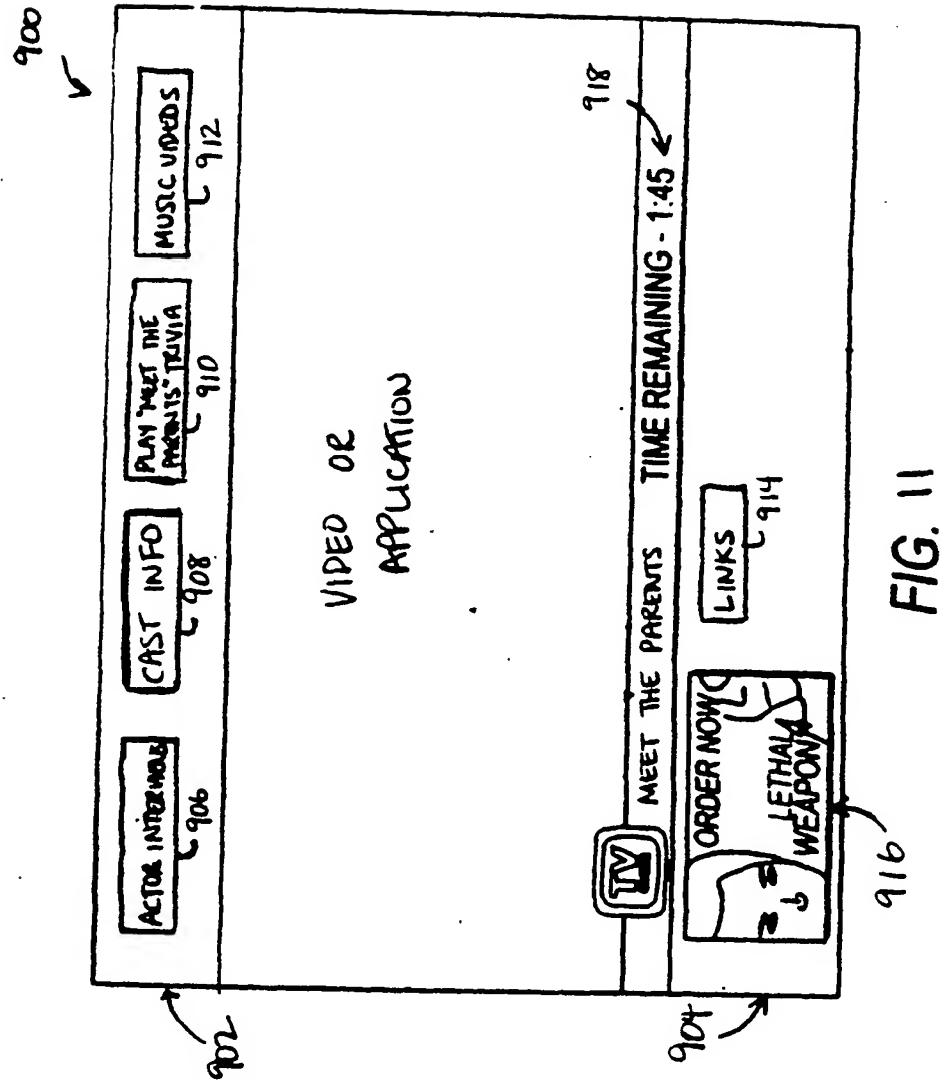 900
902
ACTOR INTERVIEWS
906
CAST INFO
908
PLAY "MEET THE
PARENTS" TRIVIA
910
MUSIC VIDEOS
912
VIDEO OR
APPLICATION
TV
MEET THE PARENTS TIME REMAINING - 1:45
918
904
ORDER NOW
LETHAL
WEAPON 4
916
LINKS
914
FIG. 11